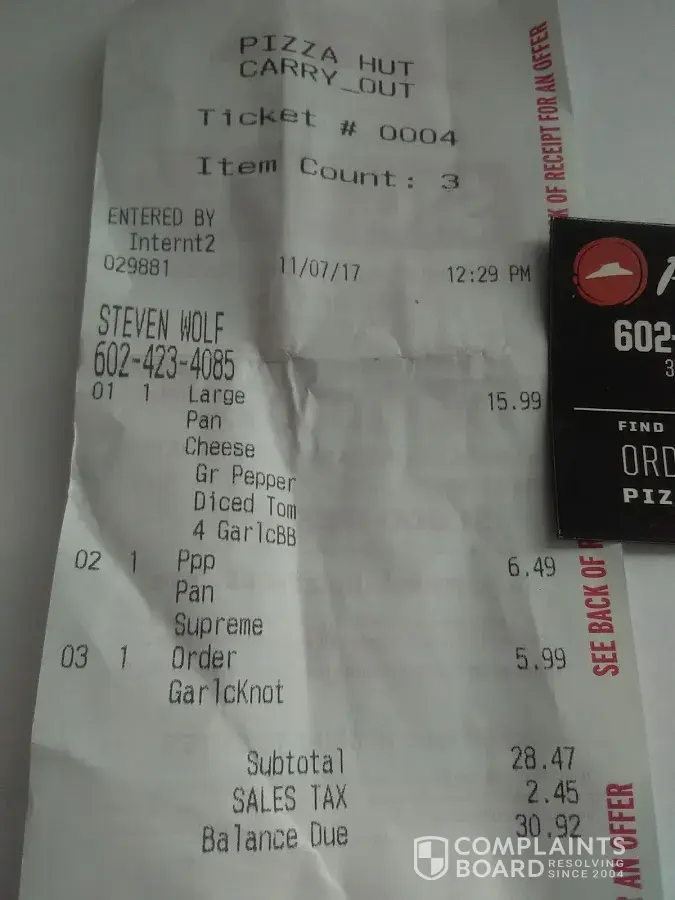 PIZZA HUT
CARRY_OUT
Ticket # 0004
Item Count: 3
ENTERED BY
Internt2
029881 11/07/17 12:29 PM
STEVEN WOLF
602-423-4085
01 1 Large 15.99
Pan
Cheese
Gr Pepper
Diced Tom
4 GarlcBB
02 1 Ppp 6.49
Pan
Supreme
03 1 Order 5.99
GarlcKnot
Subtotal 28.47
SALES TAX 2.45
Balance Due 30.92
K OF RECEIPT FOR AN OFFER
SEE BACK OF R
AN OFFER
602-
3
FIND
ORD
PIZ
COMPLAINTS
BOARD RESOLVING
SINCE 2004